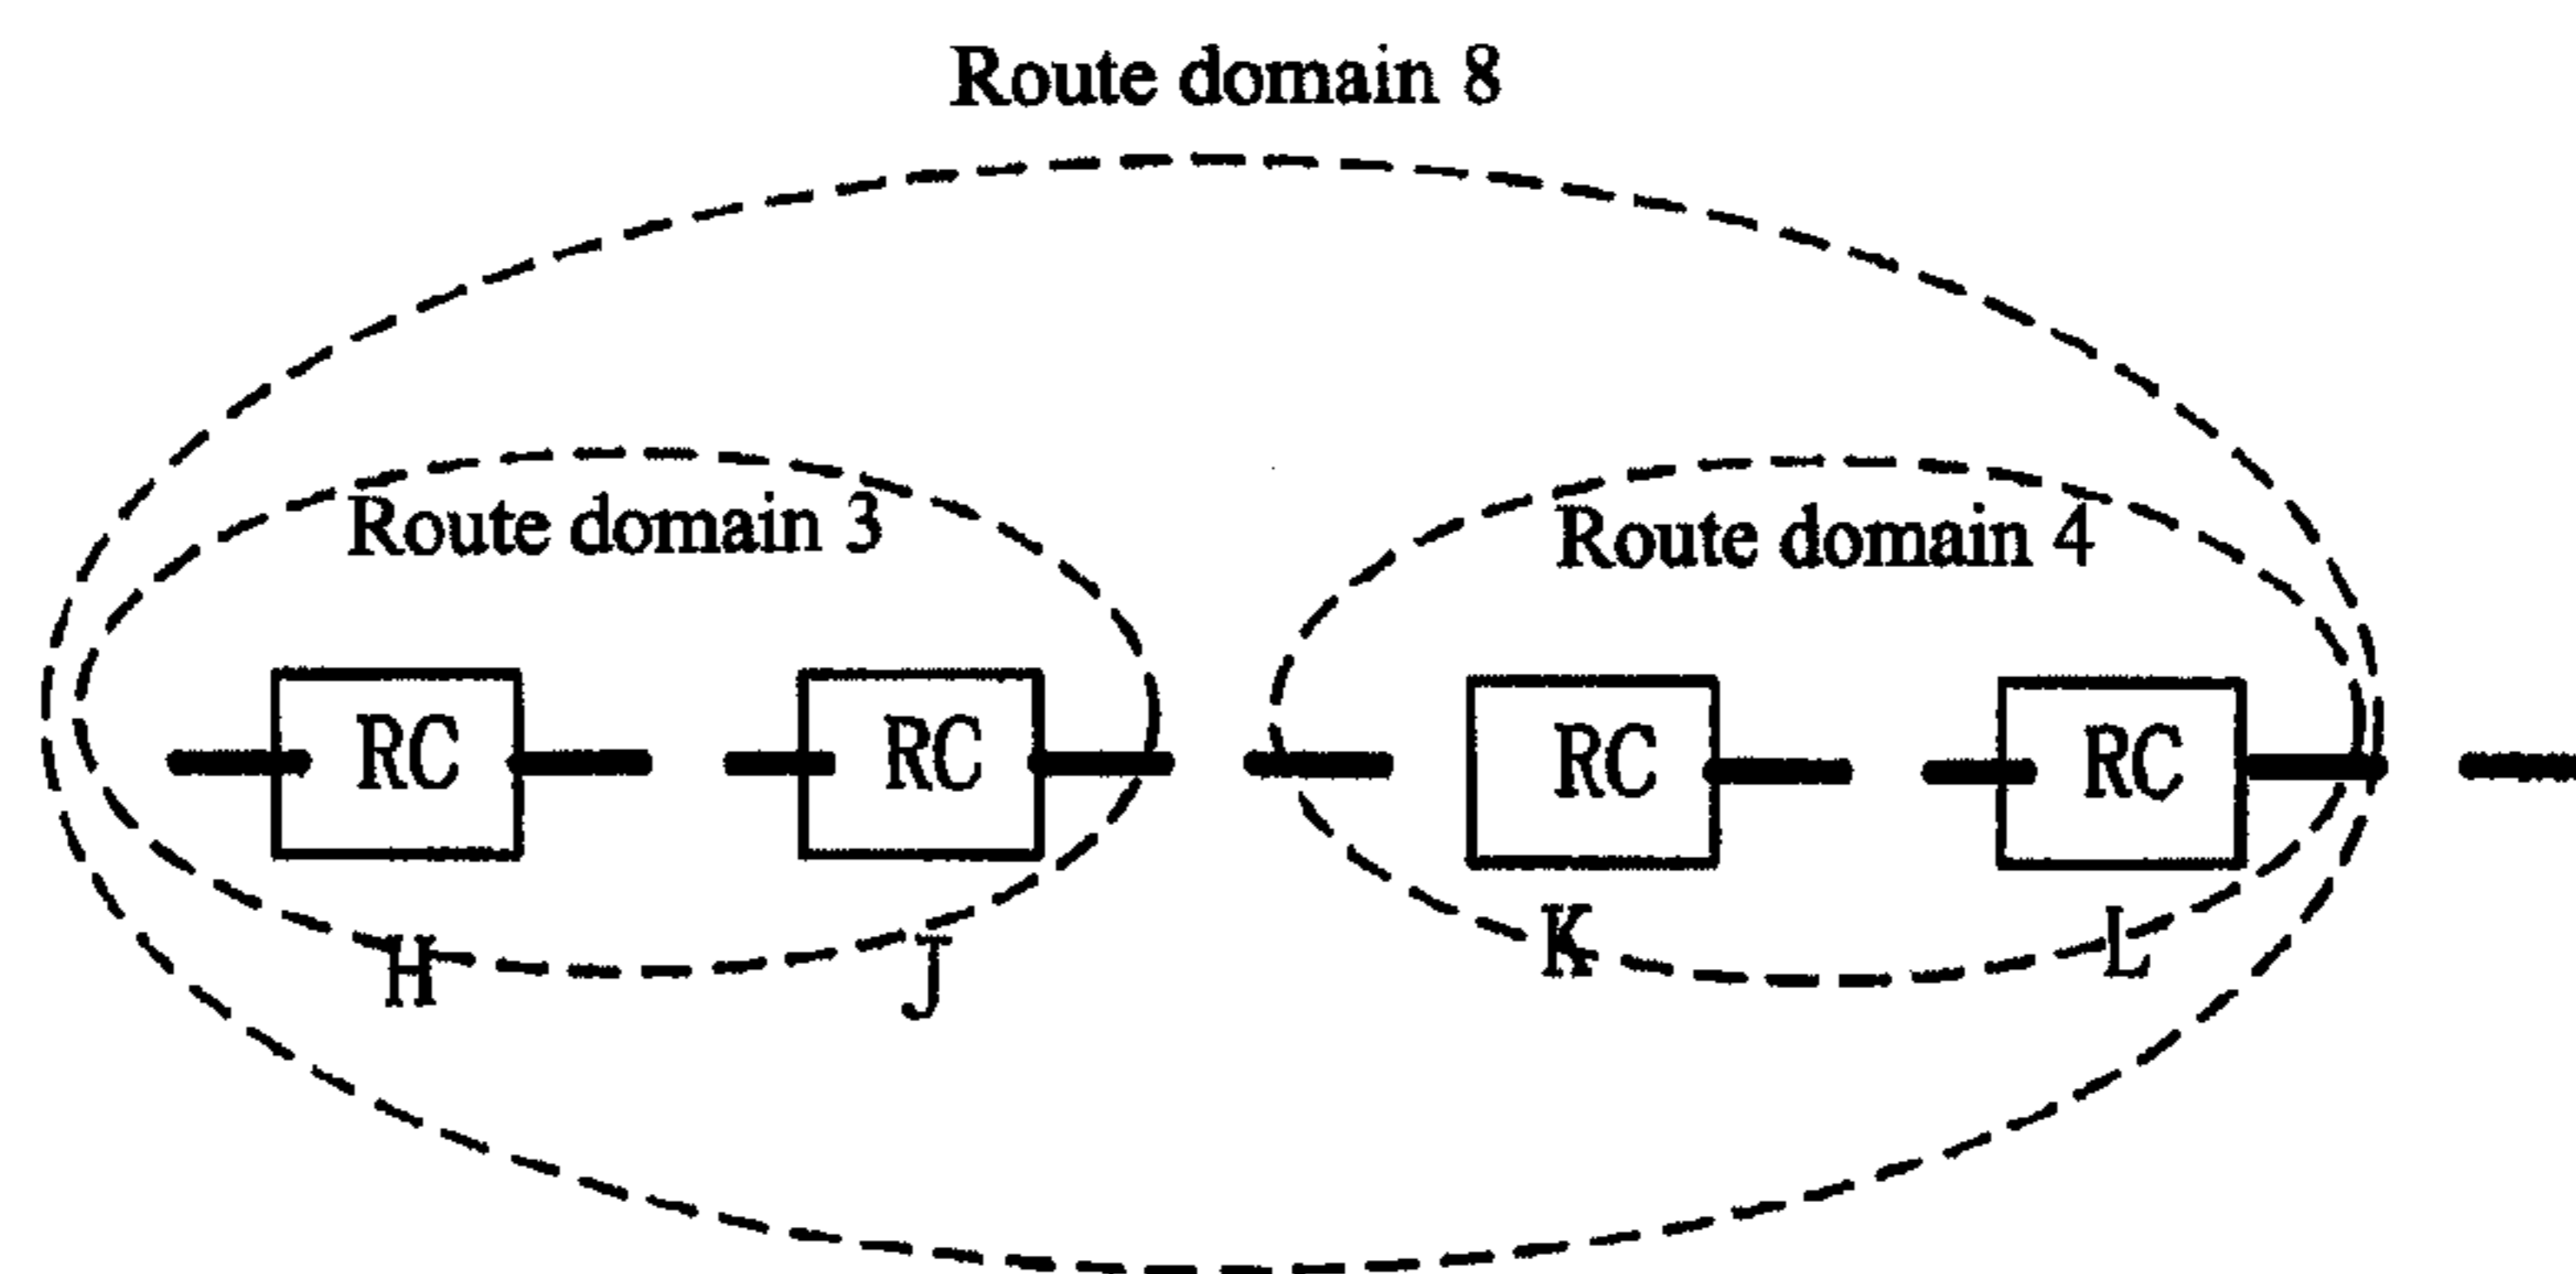 Route domain 8
Route domain 3
Route domain 4
RC
RC
RC
RC
H
J
K
L